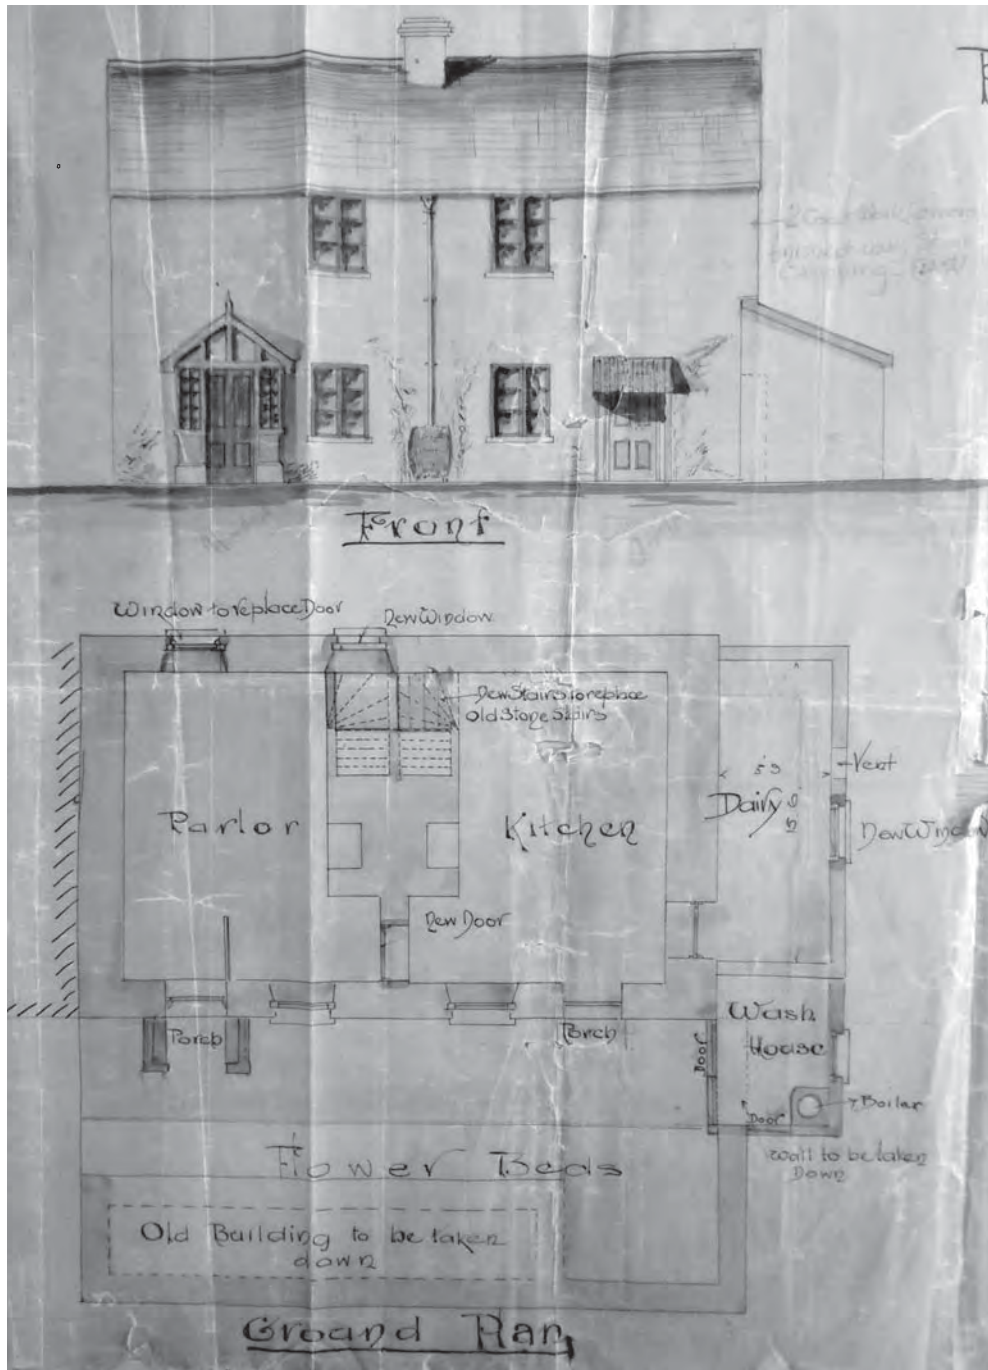 Front
Window to replace Door
New Window
New Stairs to replace
Old Stone Stairs
Parlor
Kitchen
Dairy
Vent
New Window
New Door
Porch
Porch
Wash
House
Door
Door
Boiler
Wall to be taken
Down
Flower Beds
Old Building to be taken
down
Ground Plan